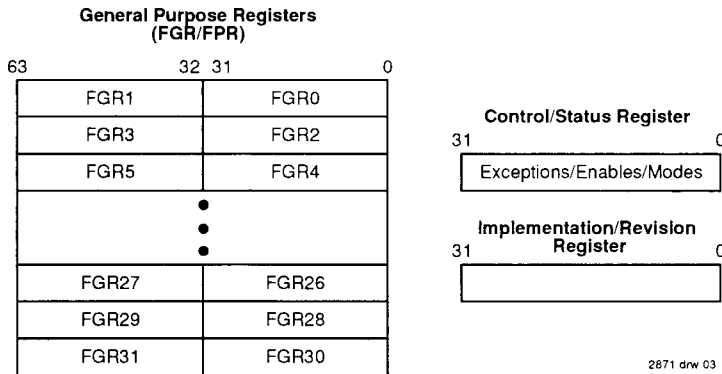 General Purpose Registers
(FGR/FPR)
63 32 31 0
FGR1 FGR0
FGR3 FGR2
FGR5 FGR4
FGR27 FGR26
FGR29 FGR28
FGR31 FGR30
Control/Status Register
31 0
Exceptions/Enables/Modes
Implementation/Revision
Register
31 0
2871 drw 03